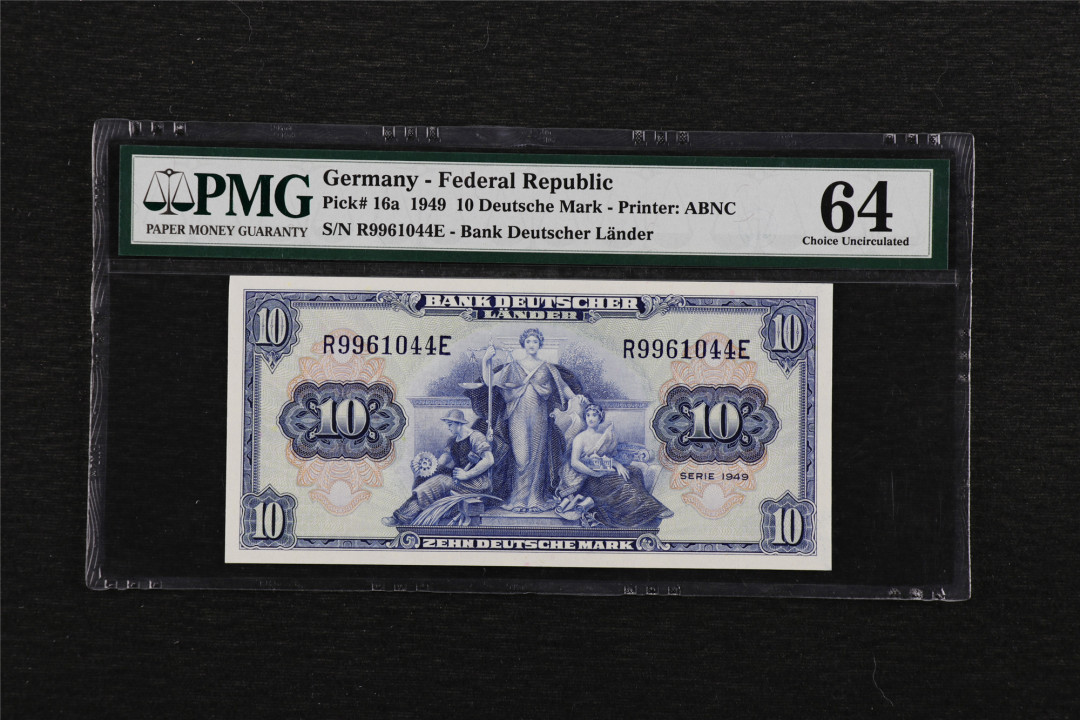 PMG
PAPER MONEY GUARANTY
Germany - Federal Republic
Pick# 16a 1949 10 Deutsche Mark - Printer: ABNC
S/N R9961044E - Bank Deutscher Länder
64
Choice Uncirculated
BANK DEUTSCHER
LÄNDER
10
10
R9961044E
R9961044E
10
10
SERIE 1949
10
10
ZEHN DEUTSCHE MARK